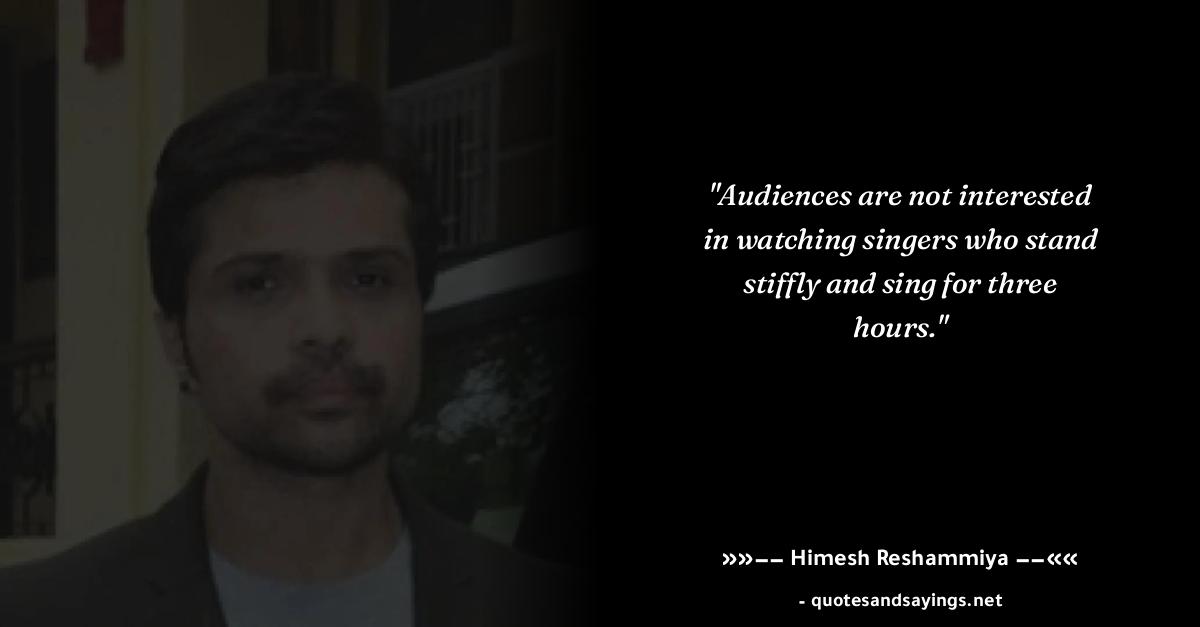 "Audiences are not interested
in watching singers who stand
stiffly and sing for three
hours."
»»−− Himesh Reshammiya −−««
- quotesandsayings.net